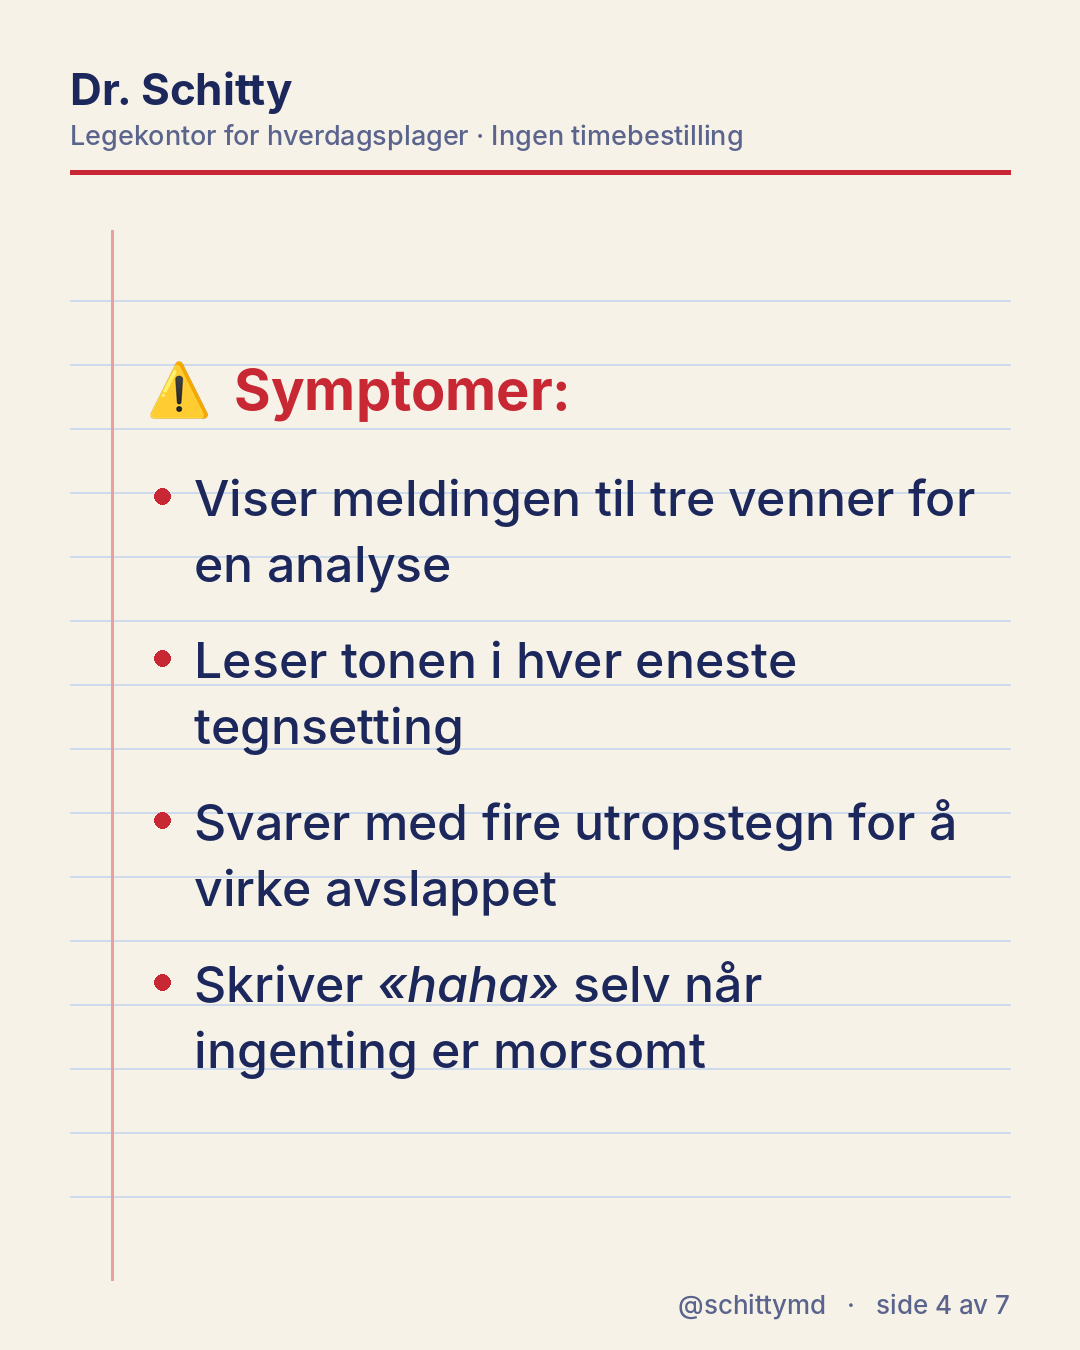 Dr. Schitty
Legekontor for hverdagsplager · Ingen timebestilling
⚠️ Symptomer:
• Viser meldingen til tre venner for
en analyse
• Leser tonen i hver eneste
tegnsetting
• Svarer med fire utropstegn for å
virke avslappet
• Skriver «haha» selv når
ingenting er morsomt
@schittymd · side 4 av 7